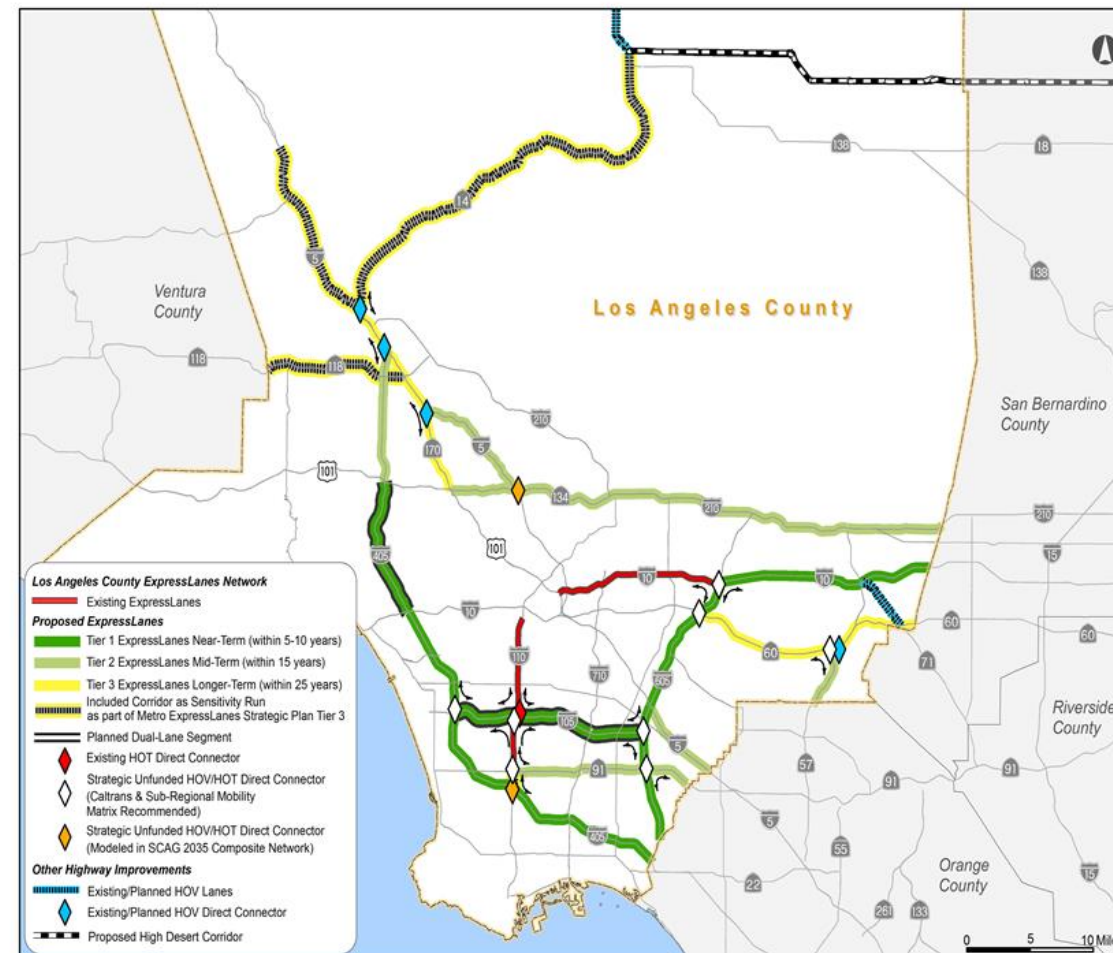 138
18
14
5
138
Ventura
County
Los Angeles County
118
118
San Bernardino
County
210
5
170
101
134
210
210
15
101
405
10
10
10
110
60
60
60
71
710
605
Riverside
County
105
5
91
57
91
91
405
5
55
Orange
County
22
15
261
133
Los Angeles County ExpressLanes Network
Existing ExpressLanes
Proposed ExpressLanes
Tier 1 ExpressLanes Near-Term (within 5-10 years)
Tier 2 ExpressLanes Mid-Term (within 15 years)
Tier 3 ExpressLanes Longer-Term (within 25 years)
Included Corridor as Sensitivity Run
as part of Metro ExpressLanes Strategic Plan Tier 3
Planned Dual-Lane Segment
Existing HOT Direct Connector
Strategic Unfunded HOV/HOT Direct Connector
(Caltrans & Sub-Regional Mobility
Matrix Recommended)
Strategic Unfunded HOV/HOT Direct Connector
(Modeled in SCAG 2035 Composite Network)
Other Highway Improvements
Existing/Planned HOV Lanes
Existing/Planned HOV Direct Connector
Proposed High Desert Corridor
0 5 10 Mile